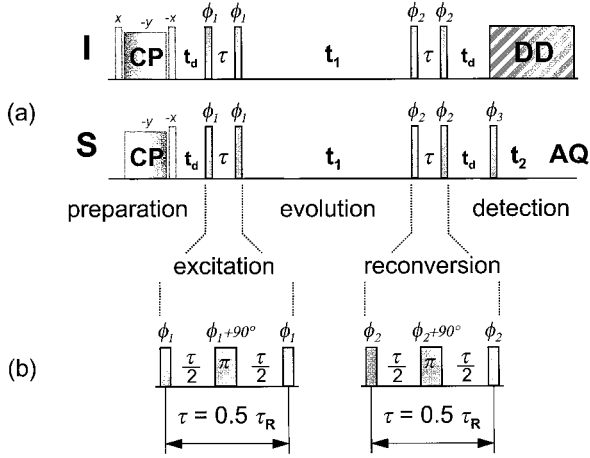 x -y -x ϕ1 ϕ1 ϕ2 ϕ2
I CP td τ t1 τ td DD
(a)
-y -x ϕ1 ϕ1 ϕ2 ϕ2 ϕ3
S CP td τ t1 τ td t2 AQ
preparation evolution detection
excitation reconversion
ϕ1 ϕ1+90° ϕ1 ϕ2 ϕ2+90° ϕ2
(b) τ/2 π τ/2 τ/2 π τ/2
τ = 0.5 τR τ = 0.5 τR